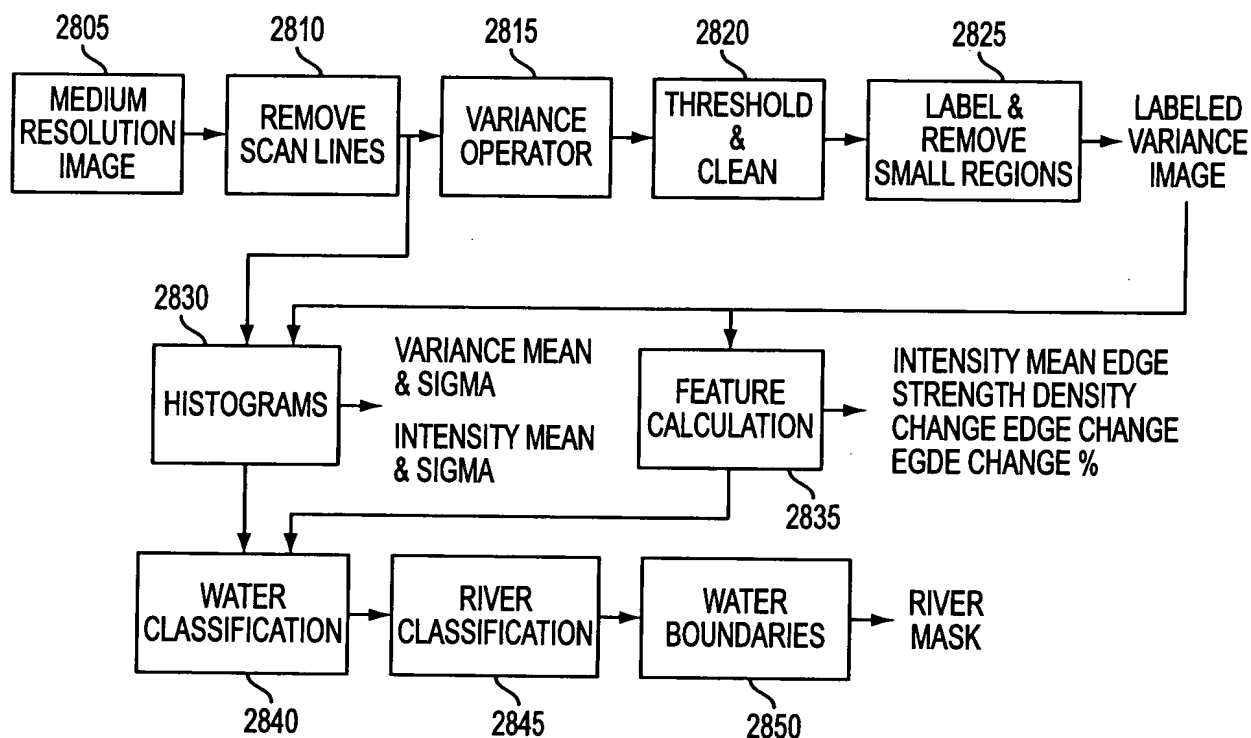 2805
2810
2815
2820
2825
MEDIUM
RESOLUTION
IMAGE
REMOVE
SCAN LINES
VARIANCE
OPERATOR
THRESHOLD
&
CLEAN
LABEL &
REMOVE
SMALL REGIONS
LABELED
VARIANCE
IMAGE
2830
HISTOGRAMS
VARIANCE MEAN
& SIGMA
INTENSITY MEAN
& SIGMA
FEATURE
CALCULATION
2835
INTENSITY MEAN EDGE
STRENGTH DENSITY
CHANGE EDGE CHANGE
EGDE CHANGE %
WATER
CLASSIFICATION
RIVER
CLASSIFICATION
WATER
BOUNDARIES
RIVER
MASK
2840
2845
2850